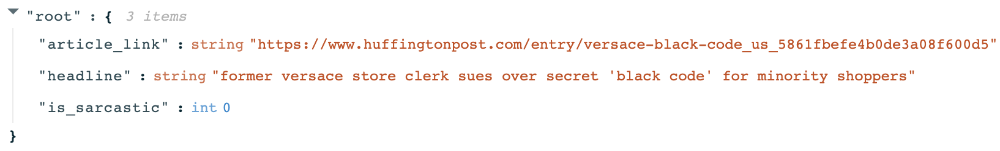 "root" : { 3 items
"article_link" : string "https://www.huffingtonpost.com/entry/versace-black-code_us_5861fbefe4b0de3a08f600d5"
"headline" : string "former versace store clerk sues over secret 'black code' for minority shoppers"
"is_sarcastic" : int 0
}